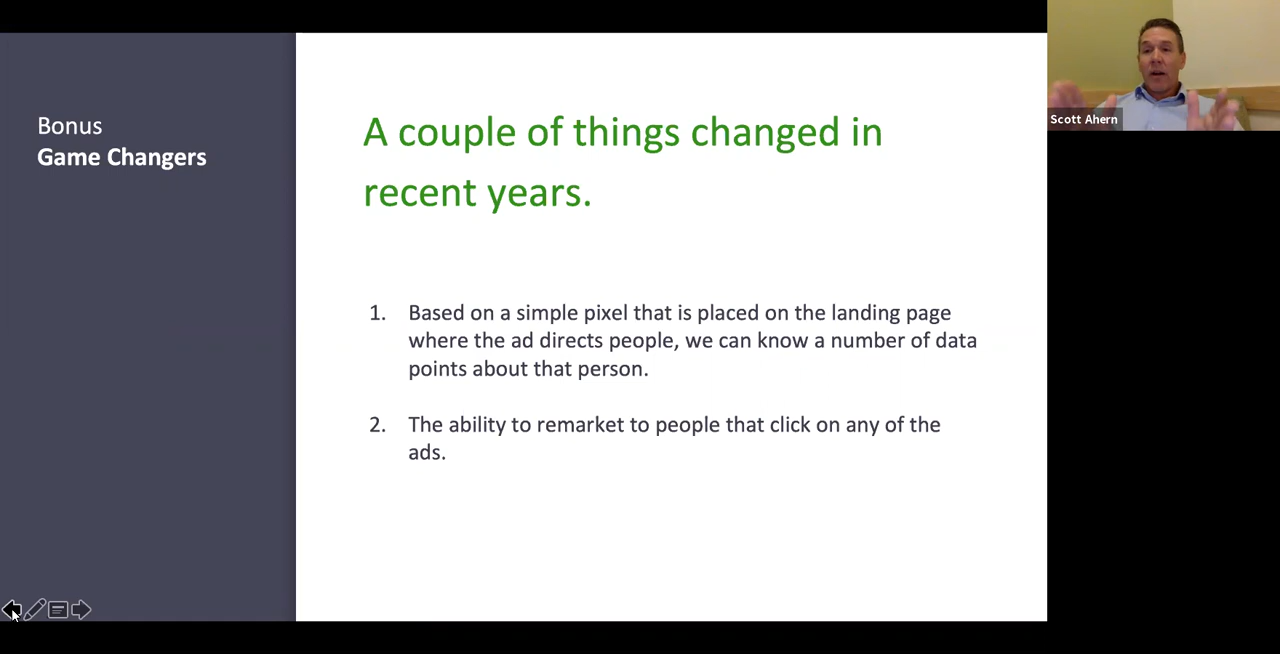 Bonus
Game Changers
A couple of things changed in
recent years.
1. Based on a simple pixel that is placed on the landing page
where the ad directs people, we can know a number of data
points about that person.
2. The ability to remarket to people that click on any of the
ads.
Scott Ahern